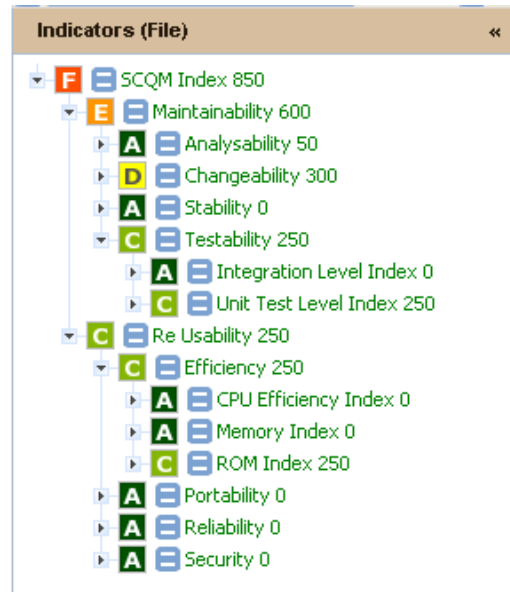 Indicators (File) «
F SCQM Index 850
E Maintainability 600
A Analysability 50
D Changeability 300
A Stability 0
C Testability 250
A Integration Level Index 0
C Unit Test Level Index 250
C Re Usability 250
C Efficiency 250
A CPU Efficiency Index 0
A Memory Index 0
C ROM Index 250
A Portability 0
A Reliability 0
A Security 0